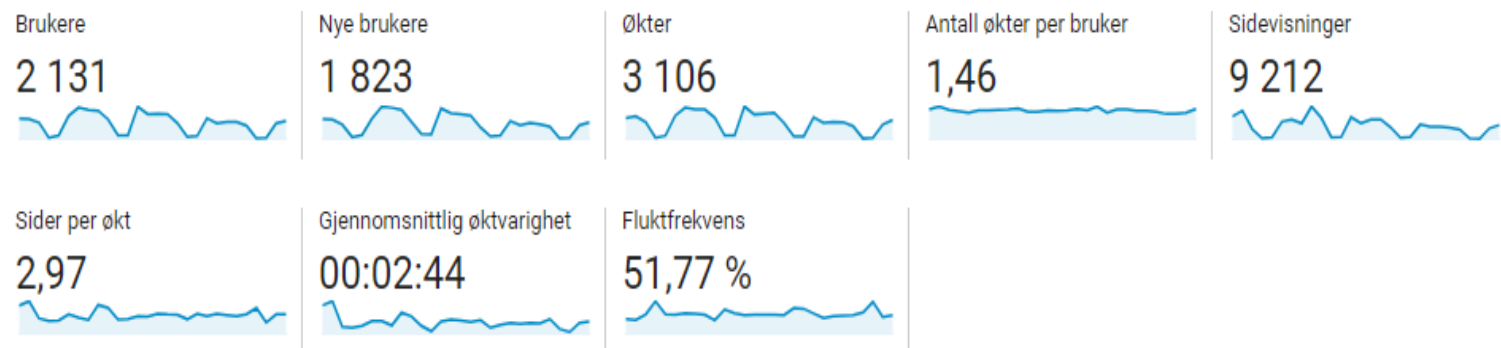 Brukere
2 131
Nye brukere
1 823
Økter
3 106
Antall økter per bruker
1,46
Sidevisninger
9 212
Sider per økt
2,97
Gjennomsnittlig øktvarighet
00:02:44
Fluktfrekvens
51,77 %